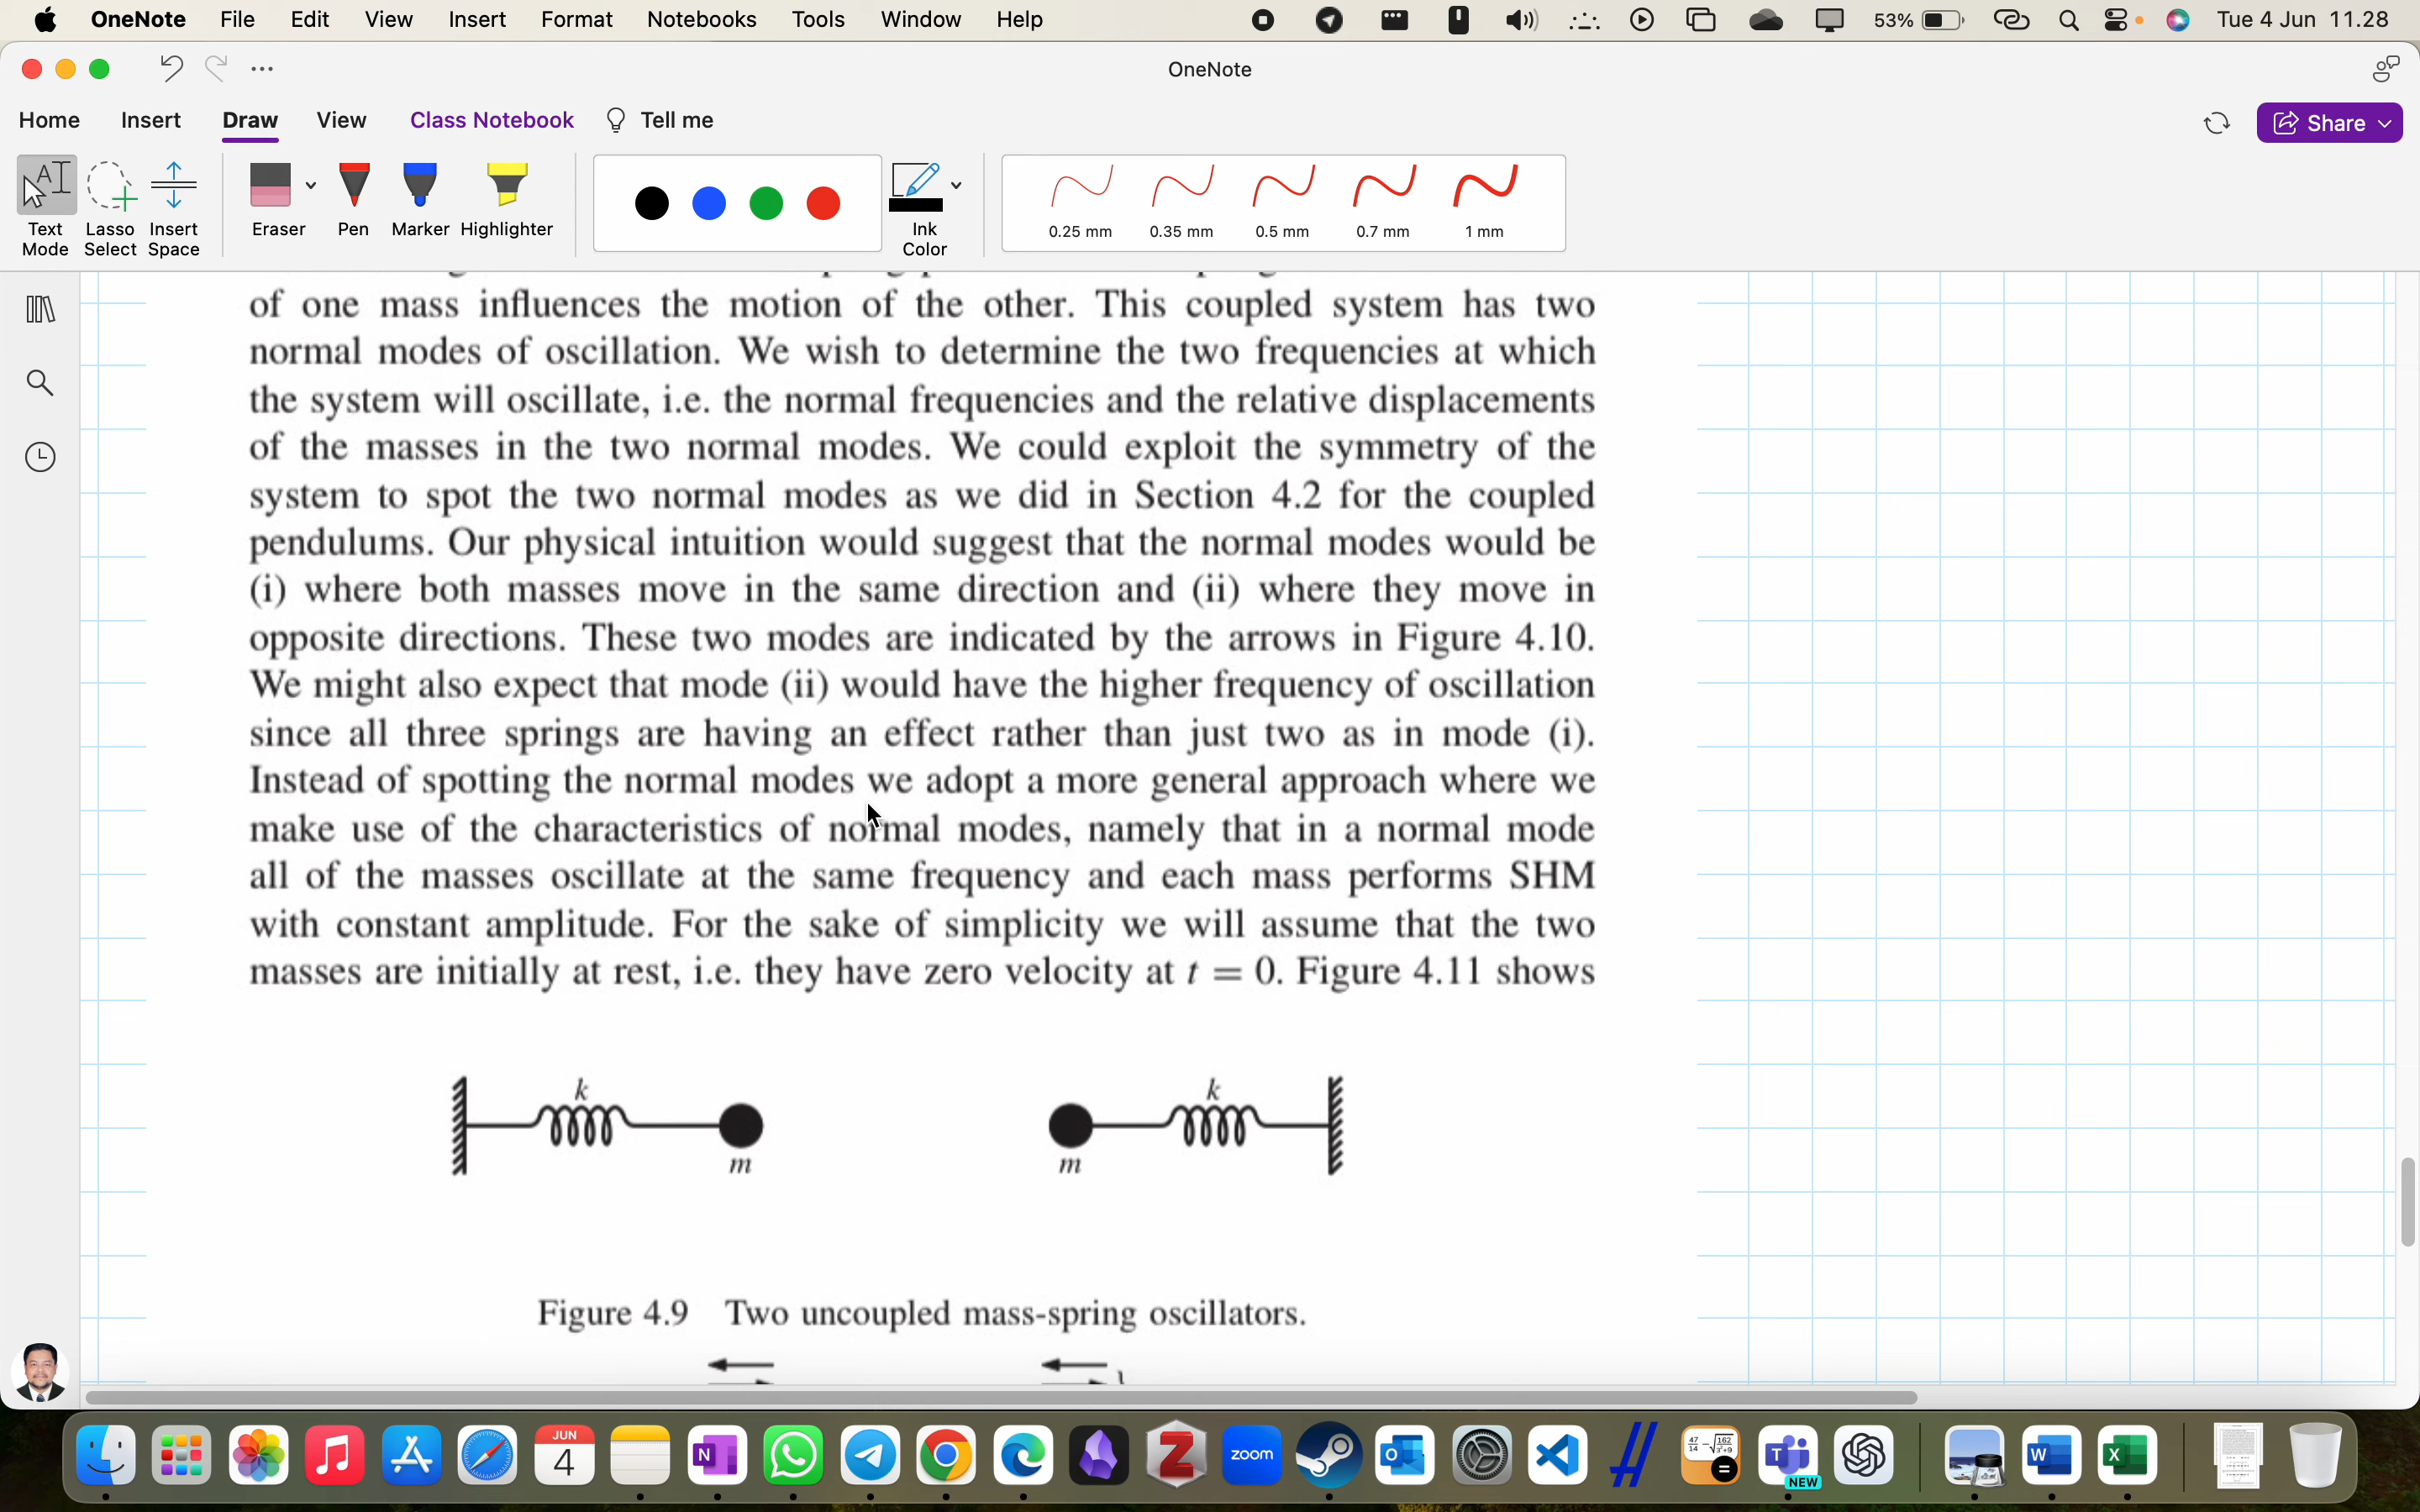 OneNote File Edit View Insert Format Notebooks Tools Window Help 53% Tue 4 Jun 11.28
OneNote
Home Insert Draw View Class Notebook Tell me Share
Text Mode Lasso Select Insert Space Eraser Pen Marker Highlighter Ink Color 0.25 mm 0.35 mm 0.5 mm 0.7 mm 1 mm
of one mass influences the motion of the other. This coupled system has two
normal modes of oscillation. We wish to determine the two frequencies at which
the system will oscillate, i.e. the normal frequencies and the relative displacements
of the masses in the two normal modes. We could exploit the symmetry of the
system to spot the two normal modes as we did in Section 4.2 for the coupled
pendulums. Our physical intuition would suggest that the normal modes would be
(i) where both masses move in the same direction and (ii) where they move in
opposite directions. These two modes are indicated by the arrows in Figure 4.10.
We might also expect that mode (ii) would have the higher frequency of oscillation
since all three springs are having an effect rather than just two as in mode (i).
Instead of spotting the normal modes we adopt a more general approach where we
make use of the characteristics of normal modes, namely that in a normal mode
all of the masses oscillate at the same frequency and each mass performs SHM
with constant amplitude. For the sake of simplicity we will assume that the two
masses are initially at rest, i.e. they have zero velocity at t = 0. Figure 4.11 shows
k k
m m
Figure 4.9 Two uncoupled mass-spring oscillators.
JUN
4
N
Z
zoom
O
T
NEW
W
X